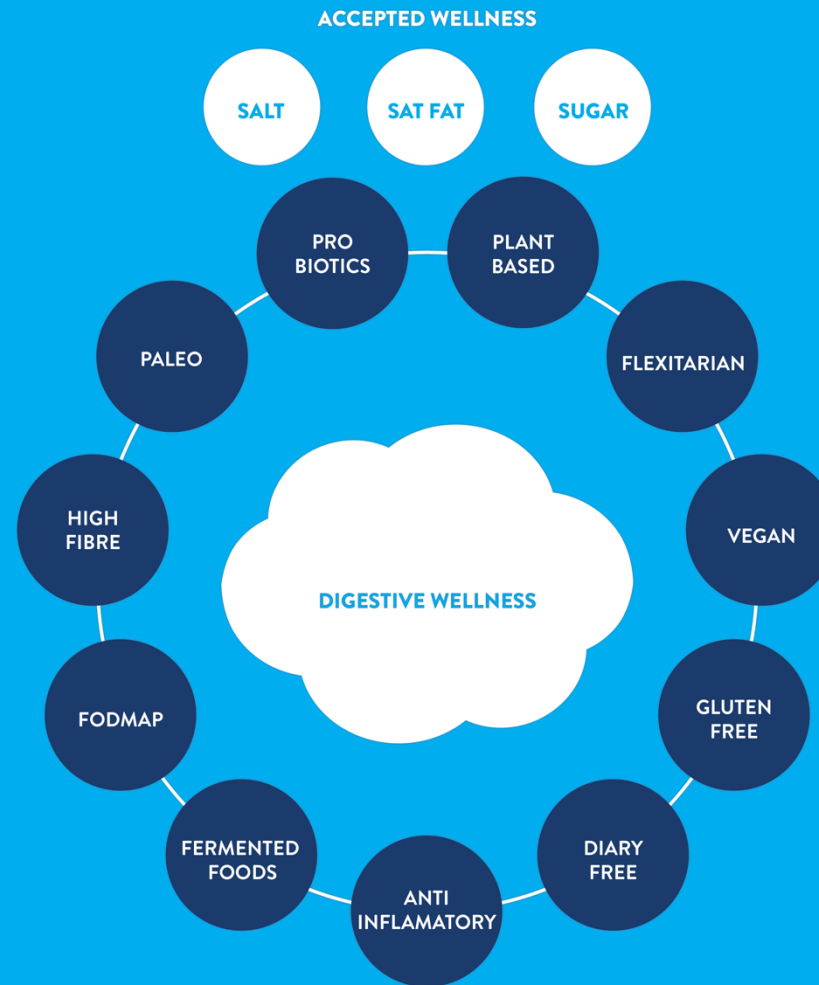 ACCEPTED WELLNESS
SALT
SAT FAT
SUGAR
PRO
BIOTICS
PLANT
BASED
PALEO
FLEXITARIAN
HIGH
FIBRE
VEGAN
DIGESTIVE WELLNESS
FODMAP
GLUTEN
FREE
FERMENTED
FOODS
DIARY
FREE
ANTI
INFLAMATORY